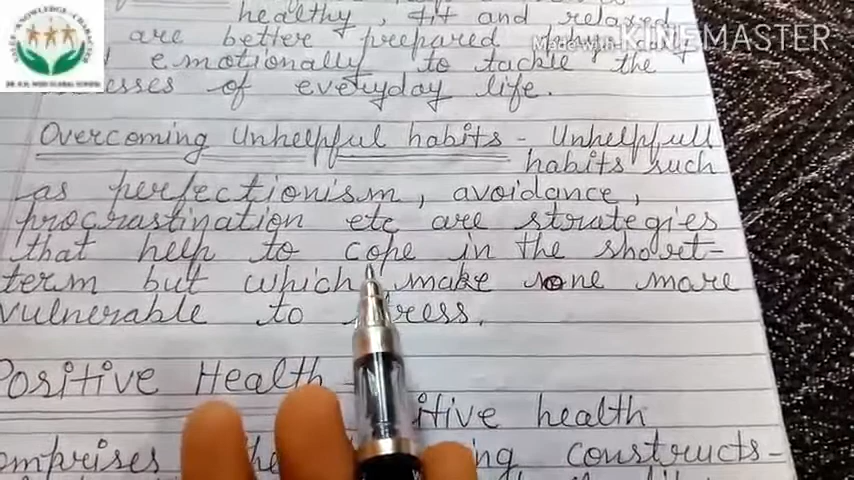 healthy, fit and relaxed
Made with KINEMASTER
are better prepared physically
emotionally to tackle the
of everyday life.
Overcoming Unhelpful habits - Unhelpfull
habits such
as perfectionism, avoidance,
procrastination etc are strategies
that help to cope in the short-
term but which make one more
vulnerable to stress.
Positive Health
health
constructs-